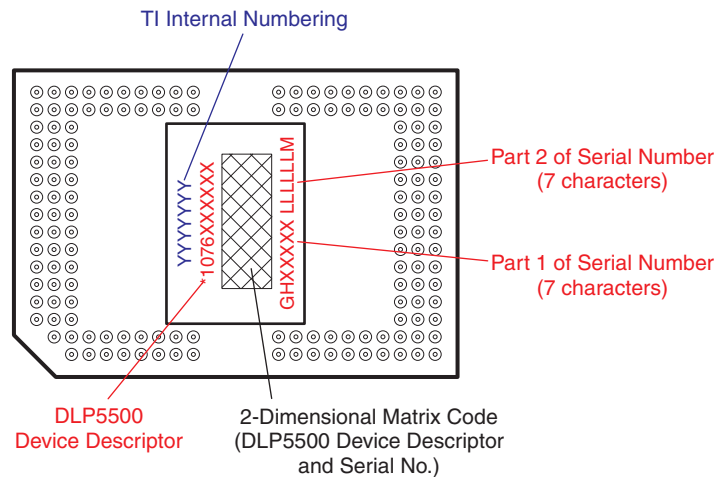 TI Internal Numbering
YYYYYYY
*1076XXXXXX
GHXXXXX LLLLLLM
Part 2 of Serial Number
(7 characters)
Part 1 of Serial Number
(7 characters)
DLP5500
Device Descriptor
2-Dimensional Matrix Code
(DLP5500 Device Descriptor
and Serial No.)